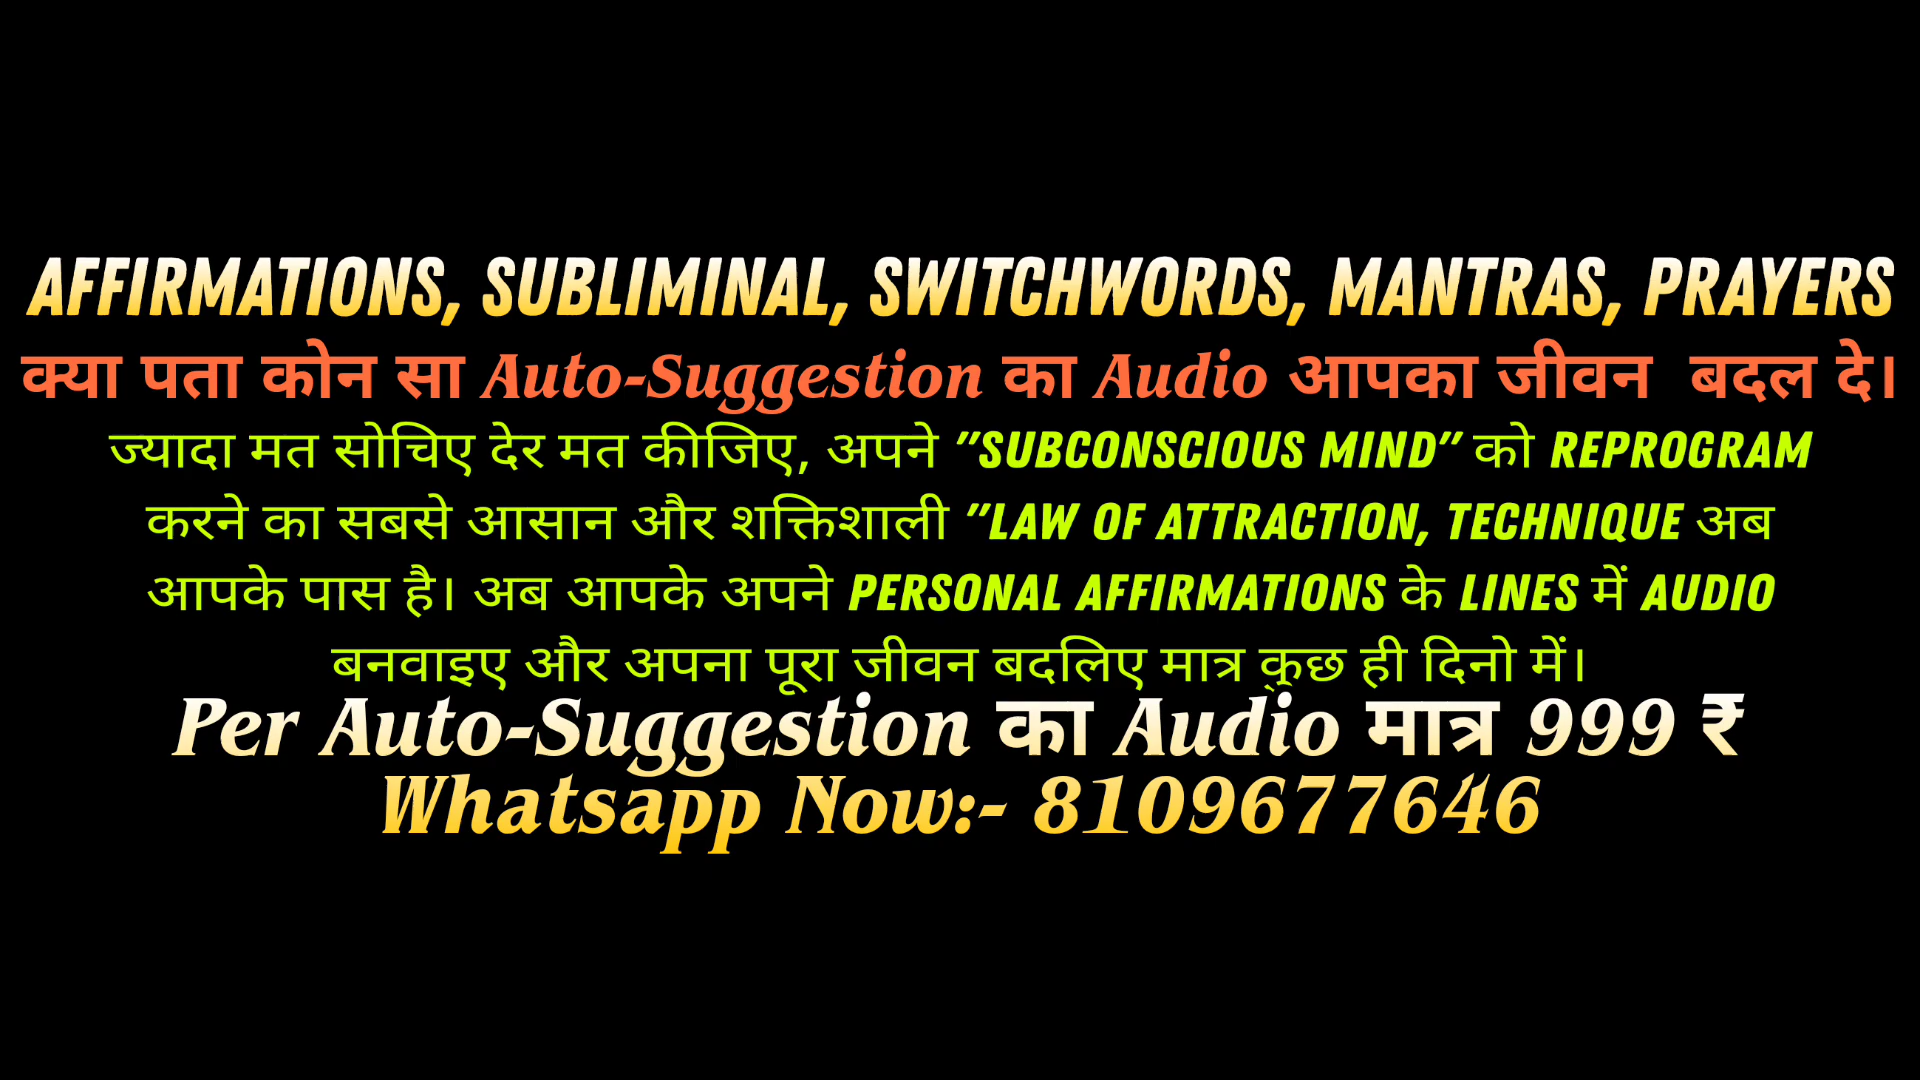 AFFIRMATIONS, SUBLIMINAL, SWITCHWORDS, MANTRAS, PRAYERS
क्या पता कोन सा Auto-Suggestion का Audio आपका जीवन  बदल दे।
ज्यादा मत सोचिए देर मत कीजिए, अपने "SUBCONSCIOUS MIND" को REPROGRAM
करने का सबसे आसान और शक्तिशाली "LAW OF ATTRACTION, TECHNIQUE अब
आपके पास है। अब आपके अपने PERSONAL AFFIRMATIONS के LINES में AUDIO
बनवाइए और अपना पूरा जीवन बदलिए मात्र कुछ ही दिनो में।
Per Auto-Suggestion का Audio मात्र 999 ₹
Whatsapp Now:- 8109677646